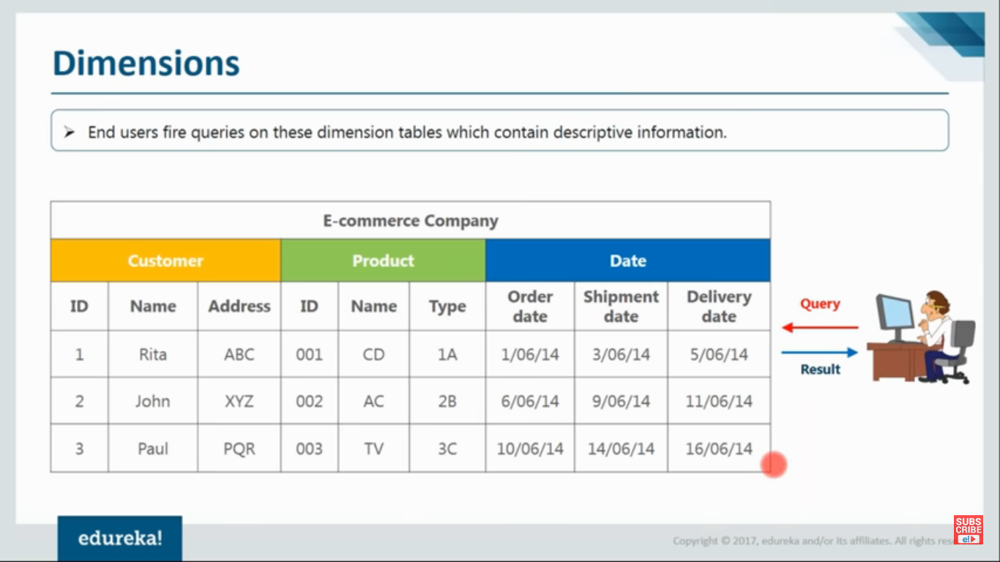 Dimensions
➢ End users fire queries on these dimension tables which contain descriptive information.
E-commerce Company
Customer Product Date
ID Name Address ID Name Type Order date Shipment date Delivery date
1 Rita ABC 001 CD 1A 1/06/14 3/06/14 5/06/14
2 John XYZ 002 AC 2B 6/06/14 9/06/14 11/06/14
3 Paul PQR 003 TV 3C 10/06/14 14/06/14 16/06/14
Query
Result
edureka!
Copyright © 2017, edureka and/or its affiliates. All rights
SUBS
CRIBE
e!